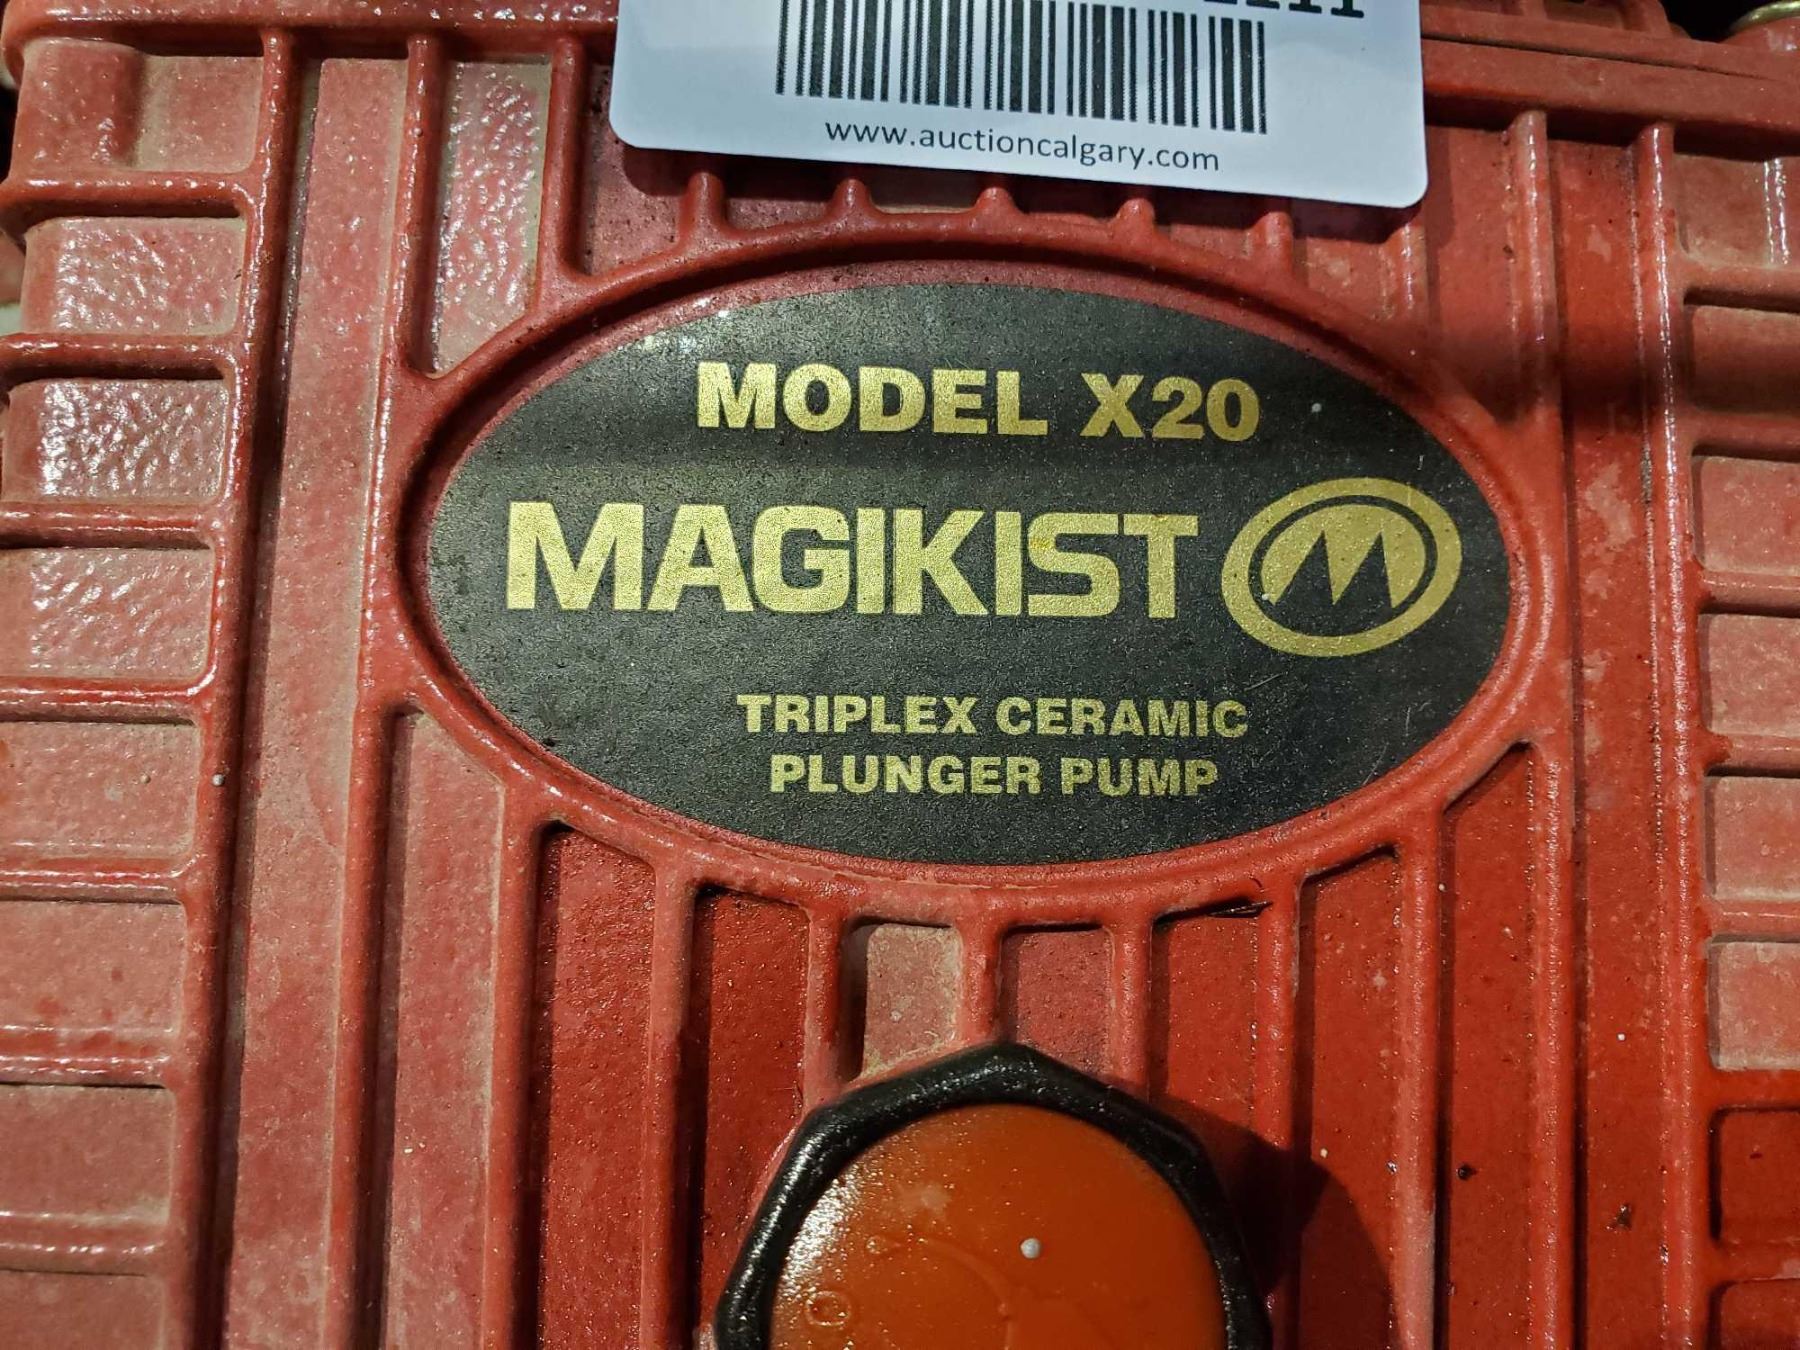 www.auctioncalgary.com
MODEL X20
MAGIKIST M
TRIPLEX CERAMIC
PLUNGER PUMP